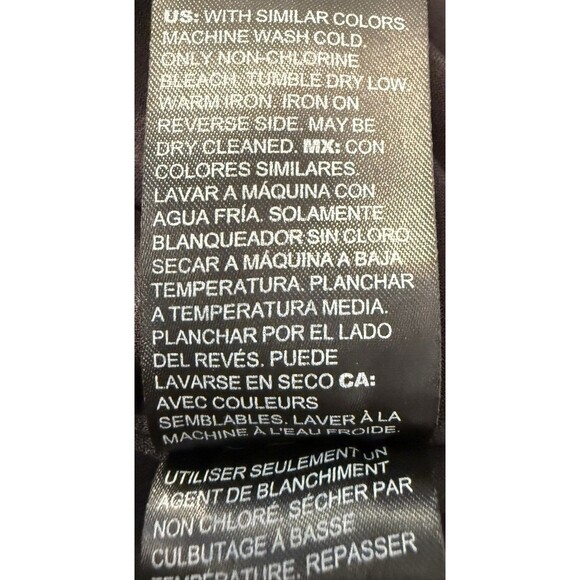 US: WITH SIMILAR COLORS.
MACHINE WASH COLD.
ONLY NON-CHLORINE
BLEACH. TUMBLE DRY LOW.
WARM IRON. IRON ON
REVERSE SIDE. MAY BE
DRY CLEANED. MX: CON
COLORES SIMILARES.
LAVAR A MÁQUINA CON
AGUA FRÍA. SOLAMENTE
BLANQUEADOR SIN CLORO
SECAR A MÁQUINA A BAJA
TEMPERATURA. PLANCHAR
A TEMPERATURA MEDIA.
PLANCHAR POR EL LADO
DEL REVÉS. PUEDE
LAVARSE EN SECO CA:
AVEC COULEURS
SEMBLABLES. LAVER À LA
MACHINE À L'EAU FROIDE.
UTILISER SEULEMENT UN
AGENT DE BLANCHIMENT
NON CHLORÉ. SÉCHER PAR
CULBUTAGE À BASSE
TEMPÉRATURE. REPASSER